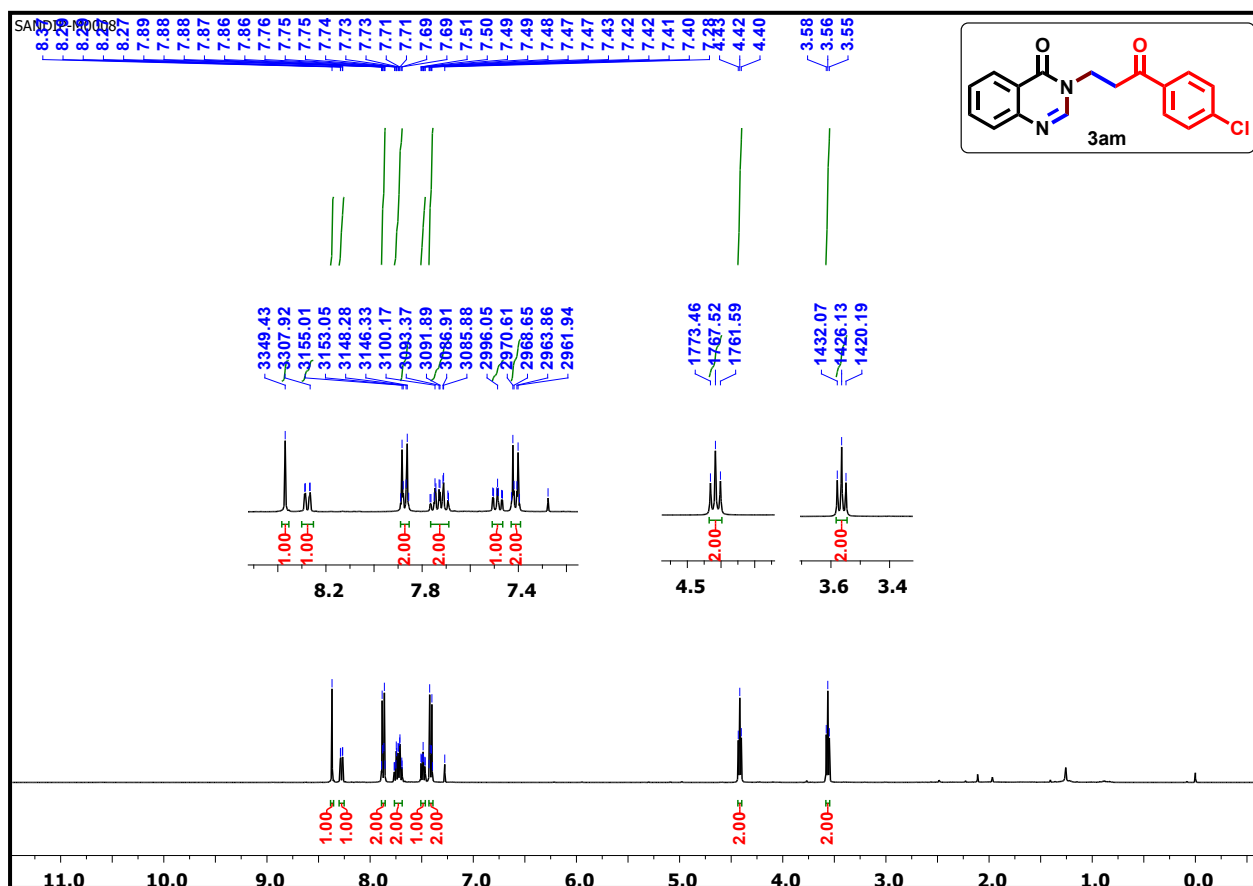 SANDIP-M0008
8.37 8.29 8.29 8.27 8.27 7.89 7.88 7.88 7.87 7.86 7.86 7.76 7.75 7.75 7.74 7.73 7.73 7.71 7.71 7.69 7.69 7.51 7.50 7.49 7.49 7.48 7.47 7.47 7.43 7.42 7.42 7.41 7.40 7.28 4.43 4.42 4.40 3.58 3.56 3.55
O O
N
N Cl
3am
3349.43 3307.92 3155.01 3153.05 3148.28 3146.33 3100.17 3093.37 3091.89 3086.91 3085.88 2996.05 2970.61 2968.65 2963.86 2961.94 1773.46 1767.52 1761.59 1432.07 1426.13 1420.19
1.00 1.00 2.00 2.00 1.00 2.00 2.00 2.00
8.2 7.8 7.4 4.5 3.6 3.4
1.00 1.00 2.00 2.00 1.00 2.00 2.00 2.00
11.0 10.0 9.0 8.0 7.0 6.0 5.0 4.0 3.0 2.0 1.0 0.0